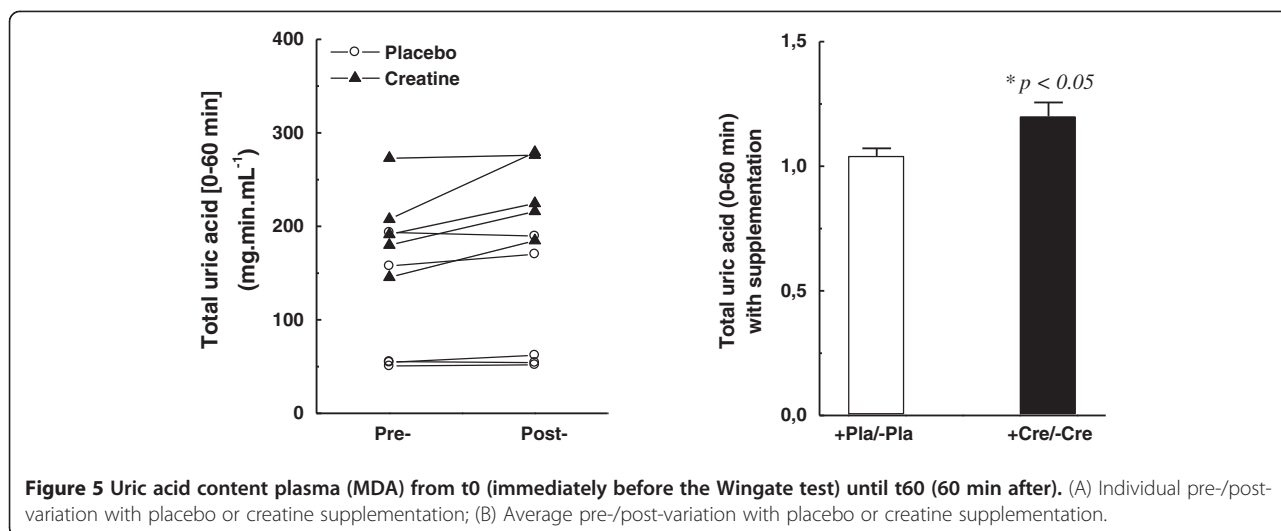 400
300
200
100
0
Total uric acid [0-60 min]
(mg.min.mL⁻¹)
Placebo
Creatine
Pre-
Post-
1,5
1,0
0,5
0,0
Total uric acid (0-60 min)
with supplementation
* p < 0.05
+Pla/-Pla
+Cre/-Cre
Figure 5 Uric acid content plasma (MDA) from t0 (immediately before the Wingate test) until t60 (60 min after). (A) Individual pre-/post-
variation with placebo or creatine supplementation; (B) Average pre-/post-variation with placebo or creatine supplementation.